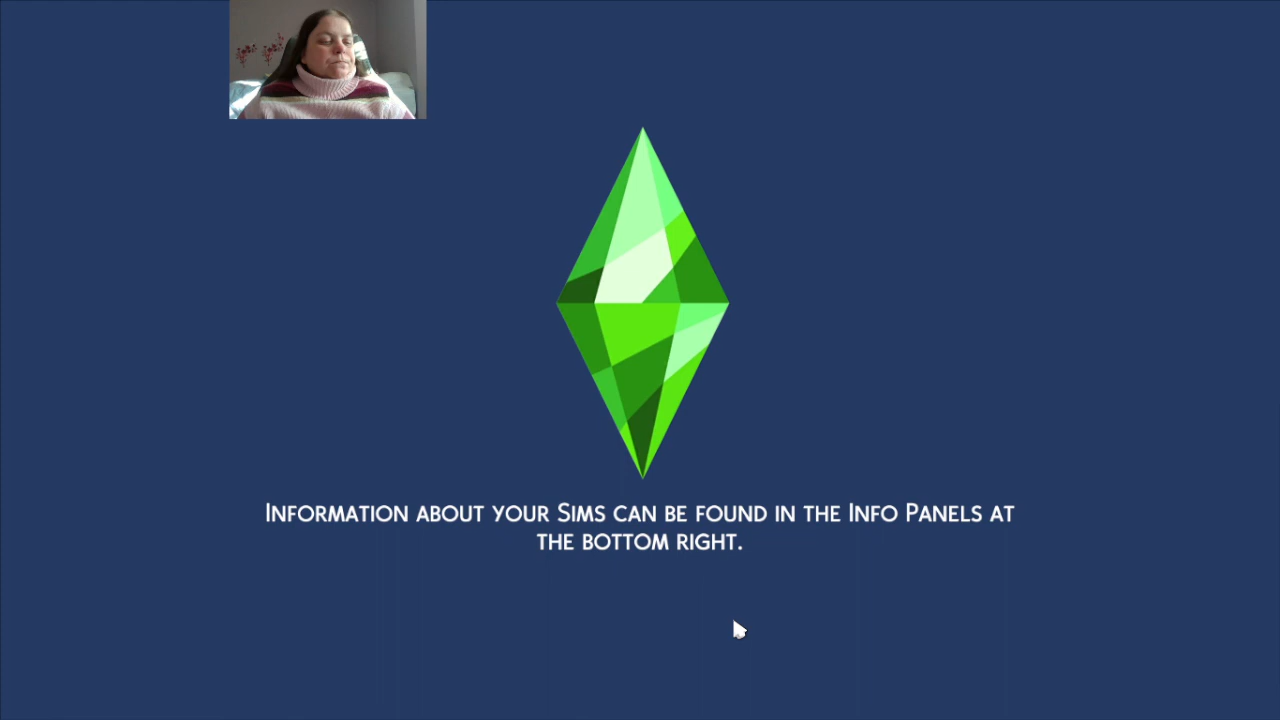 Information about your Sims can be found in the Info Panels at
the bottom right.